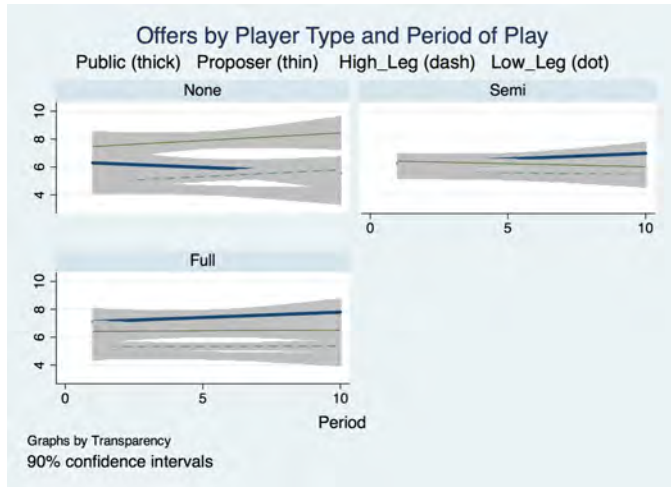 Offers by Player Type and Period of Play
Public (thick) Proposer (thin) High_Leg (dash) Low_Leg (dot)
None
Semi
10
8
6
4
0
5
10
Full
10
8
6
4
0
5
10
Period
Graphs by Transparency
90% confidence intervals